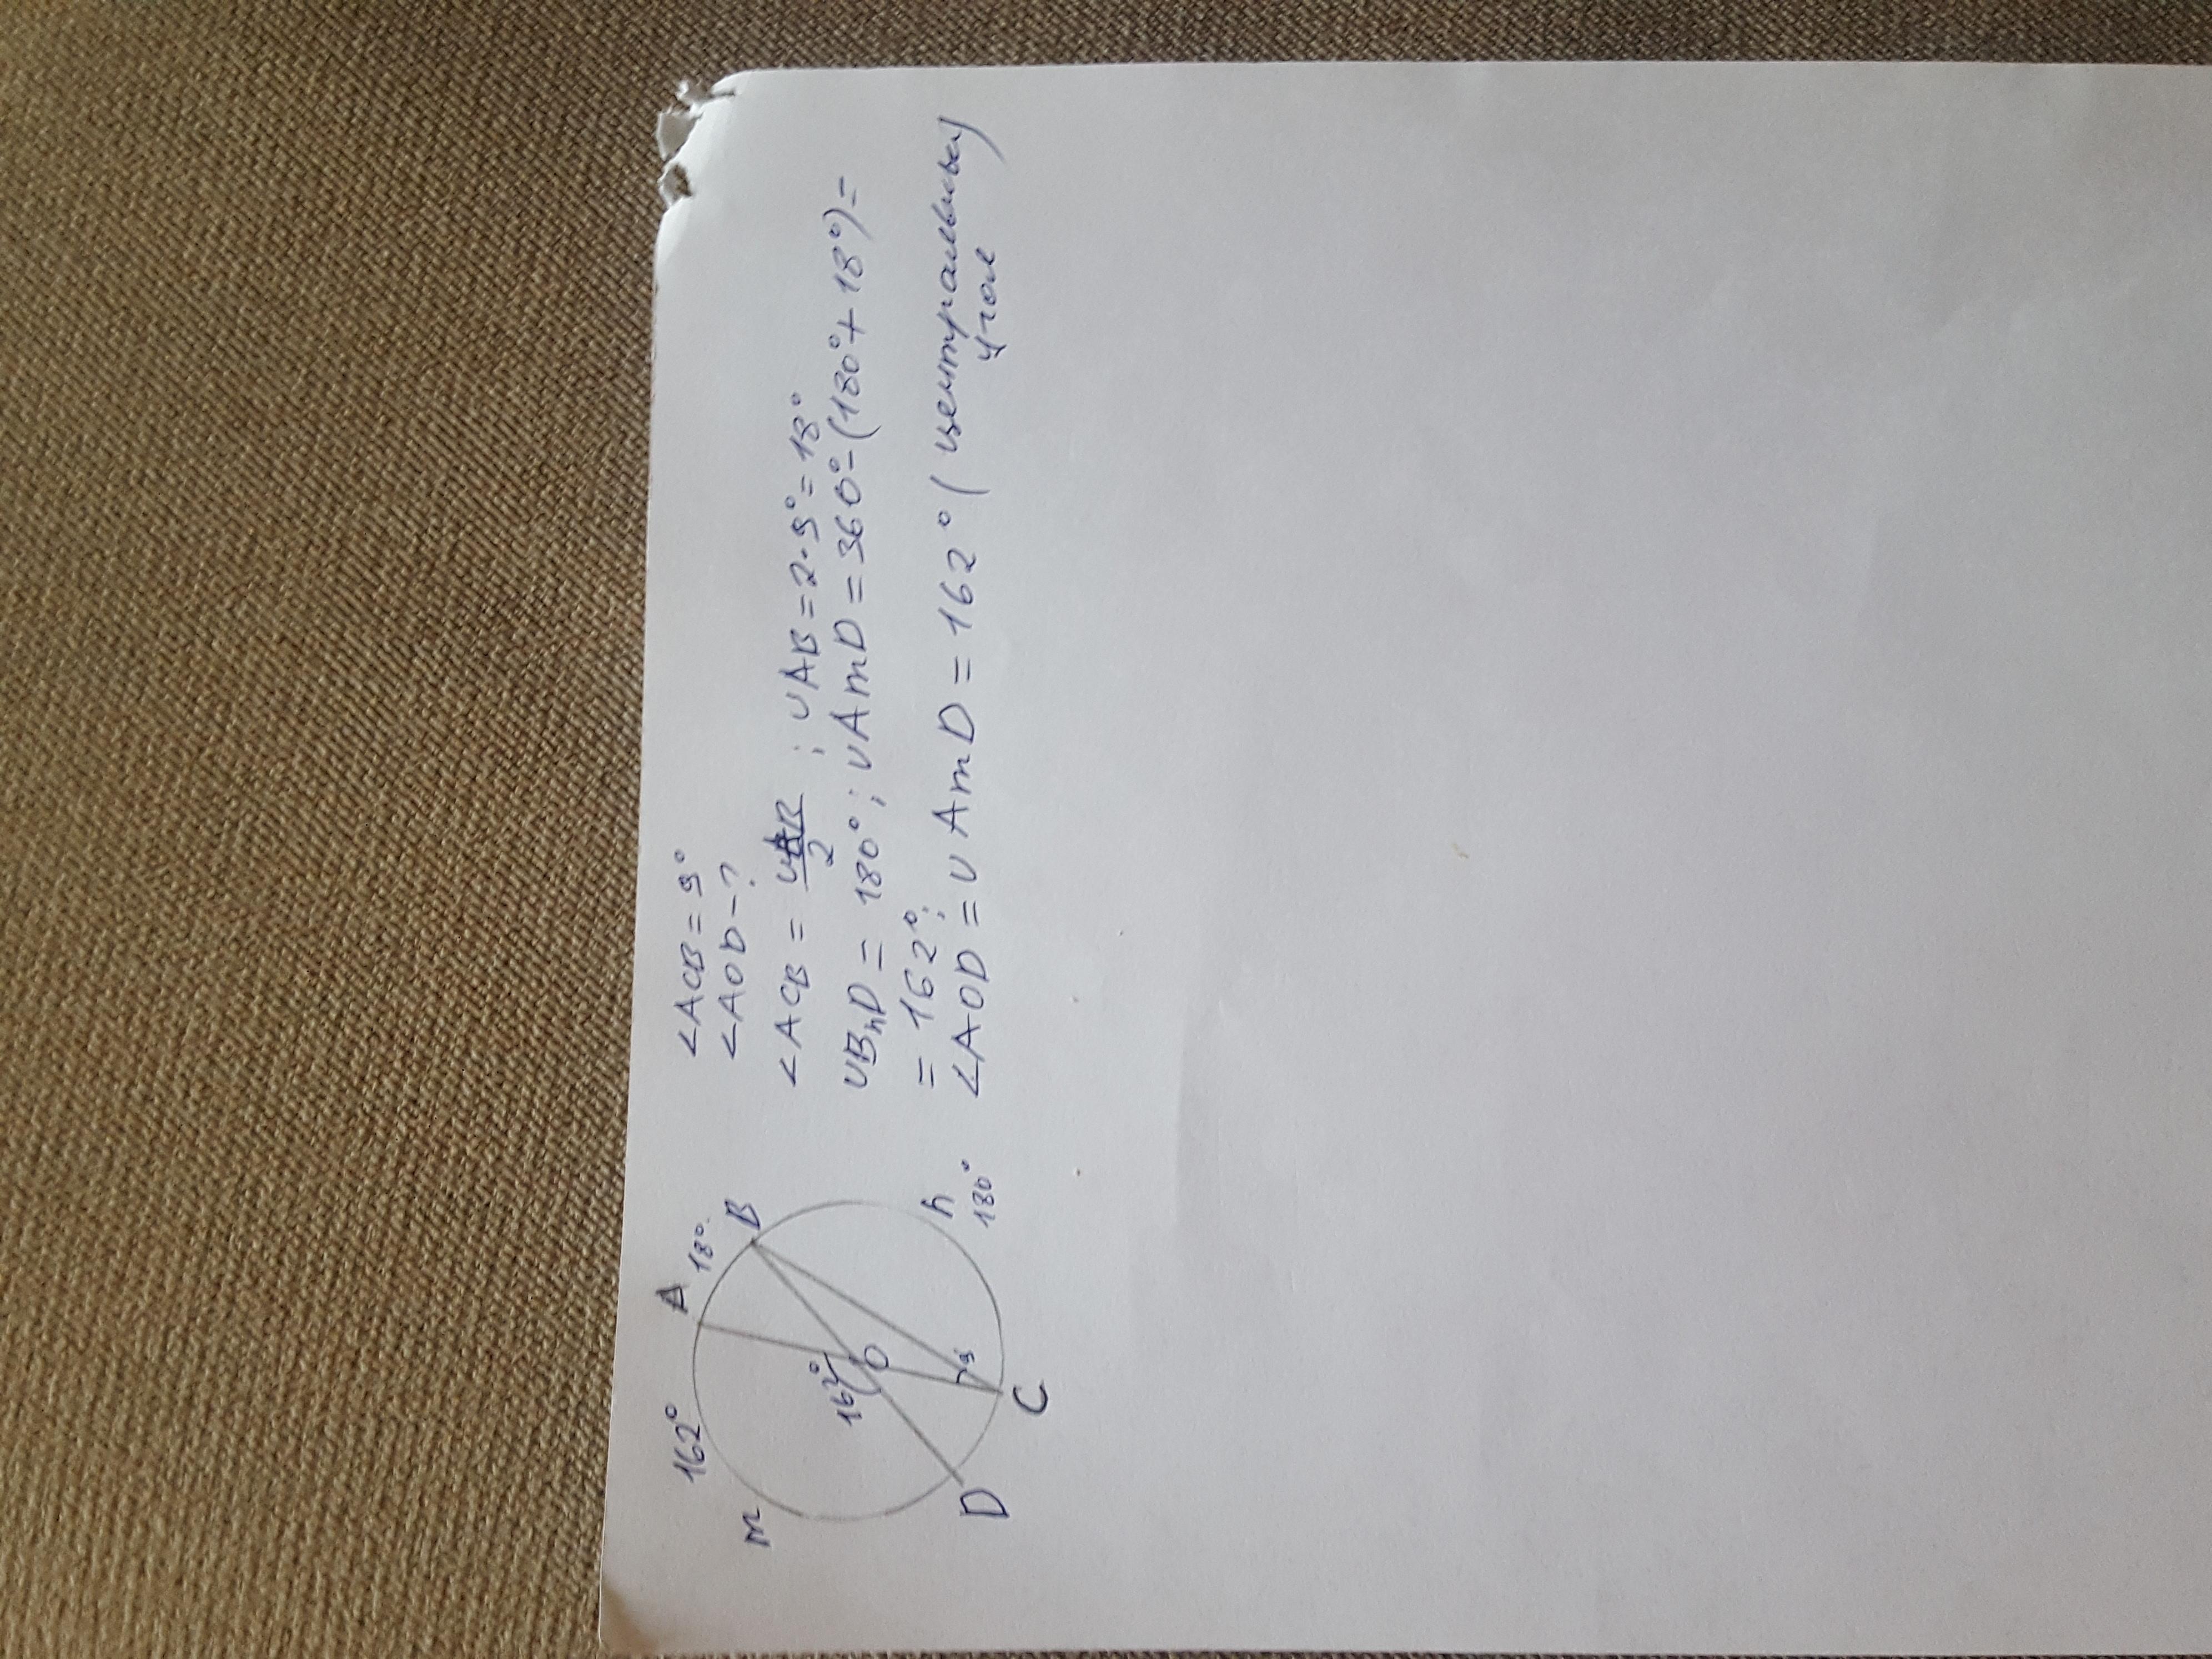 ∠ACB = 9°
∠AOD - ?
∠ACB = ∪AB/2 ; ∪AB = 2·9° = 18°
∪BnD = 180° ; ∪AmD = 360° - (180° + 18°) =
= 162°;
∠AOD = ∪AmD = 162° (центральный
угол)
m
162°
A
18°
B
162°
O
9°
n
180°
D
C